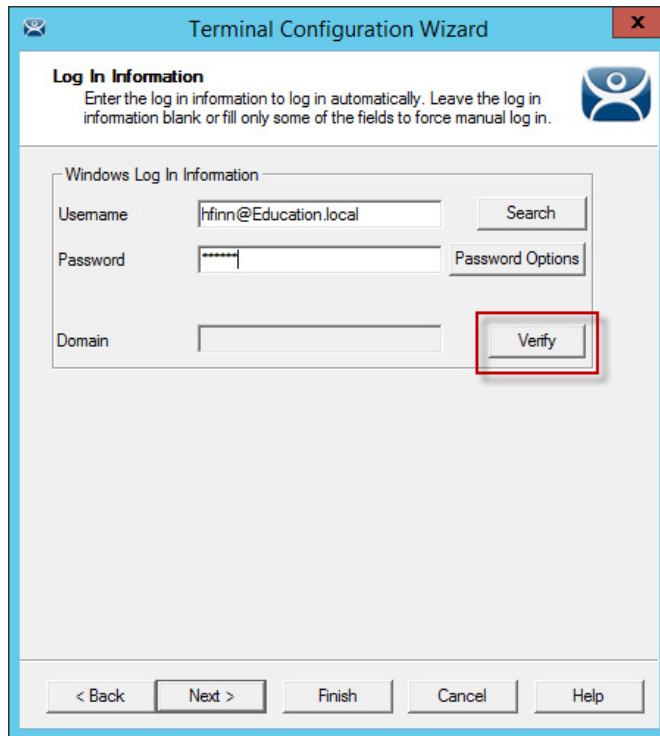 Terminal Configuration Wizard
x
Log In Information
Enter the log in information to log in automatically. Leave the log in
information blank or fill only some of the fields to force manual log in.
Windows Log In Information
Username hfinn@Education.local Search
Password ****** Password Options
Domain Verify
< Back Next > Finish Cancel Help